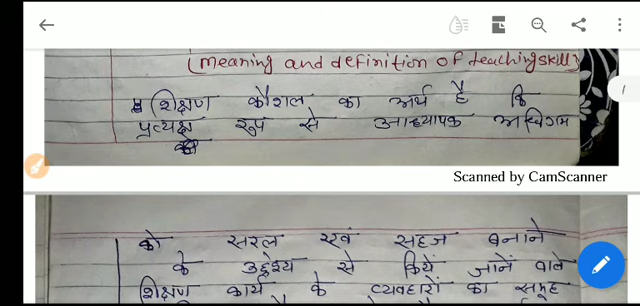 (meaning and definition of teaching skill)
शिक्षण कौशल का अर्थ है कि
प्रत्यक्ष रूप से अध्यापक अधिगम
Scanned by CamScanner
को सरल एवं सहज बनाने
के उद्देश्य से किये जाने वाले
शिक्षण कार्य के व्यवहारों का समूह